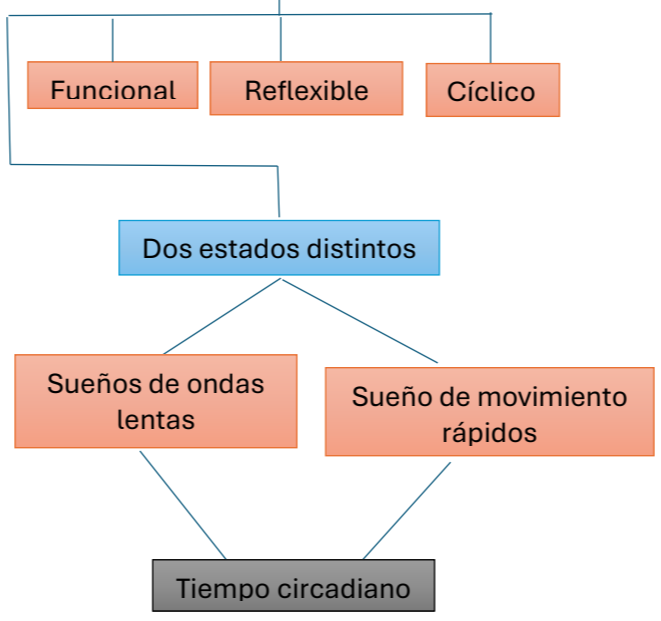 Funcional
Reflexible
Cíclico
Dos estados distintos
Sueños de ondas
lentas
Sueño de movimiento
rápidos
Tiempo circadiano